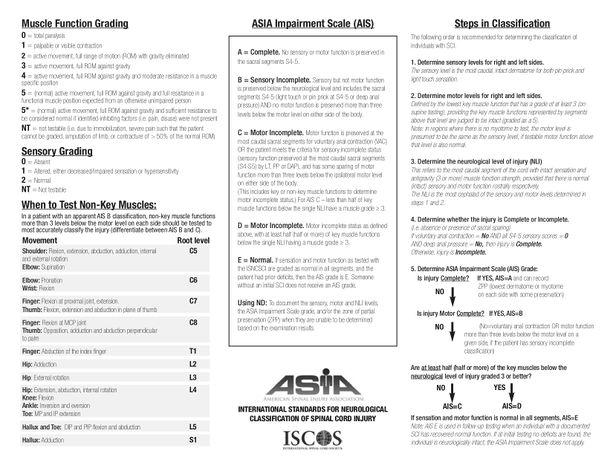 Muscle Function Grading
0 = total paralysis
1 = palpable or visible contraction
2 = active movement, full range of motion (ROM) with gravity eliminated
3 = active movement, full ROM against gravity
4 = active movement, full ROM against gravity and moderate resistance in a muscle
specific position
5 = (normal) active movement, full ROM against gravity and full resistance in a
functional muscle position expected from an otherwise unimpaired person
5* = (normal) active movement, full ROM against gravity and sufficient resistance to
be considered normal if identified inhibiting factors (i.e. pain, disuse) were not present
NT = not testable (i.e. due to immobilization, severe pain such that the patient
cannot be graded, amputation of limb, or contracture of > 50% of the normal ROM)
Sensory Grading
0 = Absent
1 = Altered, either decreased/impaired sensation or hypersensitivity
2 = Normal
NT = Not testable
When to Test Non-Key Muscles:
In a patient with an apparent AIS B classification, non-key muscle functions
more than 3 levels below the motor level on each side should be tested to
most accurately classify the injury (differentiate between AIS B and C).
Movement Root level
Shoulder: Flexion, extension, abduction, adduction, internal C5
and external rotation
Elbow: Supination
Elbow: Pronation C6
Wrist: Flexion
Finger: Flexion at proximal joint, extension. C7
Thumb: Flexion, extension and abduction in plane of thumb
Finger: Flexion at MCP joint C8
Thumb: Opposition, adduction and abduction perpendicular
to palm
Finger: Abduction of the index finger T1
Hip: Adduction L2
Hip: External rotation L3
Hip: Extension, abduction, internal rotation L4
Knee: Flexion
Ankle: Inversion and eversion
Toe: MP and IP extension
Hallux and Toe: DIP and PIP flexion and abduction L5
Hallux: Adduction S1
ASIA Impairment Scale (AIS)
A = Complete. No sensory or motor function is preserved in
the sacral segments S4-5.
B = Sensory Incomplete. Sensory but not motor function
is preserved below the neurological level and includes the sacral
segments S4-5 (light touch or pin prick at S4-5 or deep anal
pressure) AND no motor function is preserved more than three
levels below the motor level on either side of the body.
C = Motor Incomplete. Motor function is preserved at the
most caudal sacral segments for voluntary anal contraction (VAC)
OR the patient meets the criteria for sensory incomplete status
(sensory function preserved at the most caudal sacral segments
(S4-S5) by LT, PP or DAP), and has some sparing of motor
function more than three levels below the ipsilateral motor level
on either side of the body.
(This includes key or non-key muscle functions to determine
motor incomplete status.) For AIS C – less than half of key
muscle functions below the single NLI have a muscle grade ≥ 3.
D = Motor Incomplete. Motor incomplete status as defined
above, with at least half (half or more) of key muscle functions
below the single NLI having a muscle grade ≥ 3.
E = Normal. If sensation and motor function as tested with
the ISNCSCI are graded as normal in all segments, and the
patient had prior deficits, then the AIS grade is E. Someone
without an initial SCI does not receive an AIS grade.
Using ND: To document the sensory, motor and NLI levels,
the ASIA Impairment Scale grade, and/or the zone of partial
preservation (ZPP) when they are unable to be determined
based on the examination results.
ASIA
AMERICAN SPINAL INJURY ASSOCIATION
INTERNATIONAL STANDARDS FOR NEUROLOGICAL
CLASSIFICATION OF SPINAL CORD INJURY
ISCOS
INTERNATIONAL SPINAL CORD SOCIETY
Steps in Classification
The following order is recommended for determining the classification of
individuals with SCI.
1. Determine sensory levels for right and left sides.
The sensory level is the most caudal, intact dermatome for both pin prick and
light touch sensation.
2. Determine motor levels for right and left sides.
Defined by the lowest key muscle function that has a grade of at least 3 (on
supine testing), providing the key muscle functions represented by segments
above that level are judged to be intact (graded as a 5).
Note: in regions where there is no myotome to test, the motor level is
presumed to be the same as the sensory level, if testable motor function above
that level is also normal.
3. Determine the neurological level of injury (NLI)
This refers to the most caudal segment of the cord with intact sensation and
antigravity (3 or more) muscle function strength, provided that there is normal
(intact) sensory and motor function rostrally respectively.
The NLI is the most cephalad of the sensory and motor levels determined in
steps 1 and 2.
4. Determine whether the injury is Complete or Incomplete.
(i.e. absence or presence of sacral sparing)
If voluntary anal contraction = No AND all S4-5 sensory scores = 0
AND deep anal pressure = No, then injury is Complete.
Otherwise, injury is Incomplete.
5. Determine ASIA Impairment Scale (AIS) Grade:
Is injury Complete? If YES, AIS=A and can record
ZPP (lowest dermatome or myotome
on each side with some preservation)
NO
Is injury Motor Complete? If YES, AIS=B
NO
(No=voluntary anal contraction OR motor function
more than three levels below the motor level on a
given side, if the patient has sensory incomplete
classification)
Are at least half (half or more) of the key muscles below the
neurological level of injury graded 3 or better?
NO YES
AIS=C AIS=D
If sensation and motor function is normal in all segments, AIS=E
Note: AIS E is used in follow-up testing when an individual with a documented
SCI has recovered normal function. If at initial testing no deficits are found, the
individual is neurologically intact; the ASIA Impairment Scale does not apply.